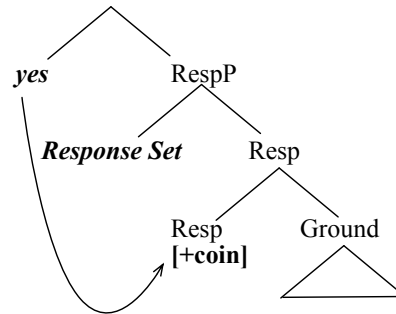 yes RespP
Response Set Resp
Resp Ground
[+coin]